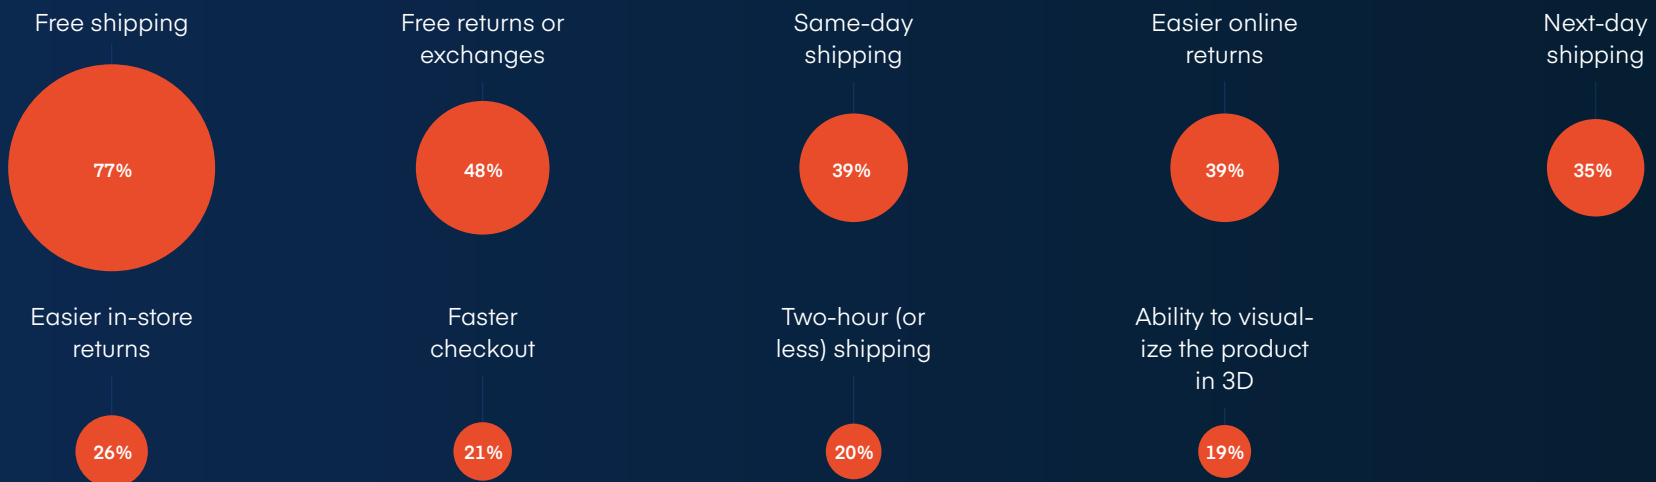 Free shipping
77%
Free returns or
exchanges
48%
Same-day
shipping
39%
Easier online
returns
39%
Next-day
shipping
35%
Easier in-store
returns
26%
Faster
checkout
21%
Two-hour (or
less) shipping
20%
Ability to visual-
ize the product
in 3D
19%